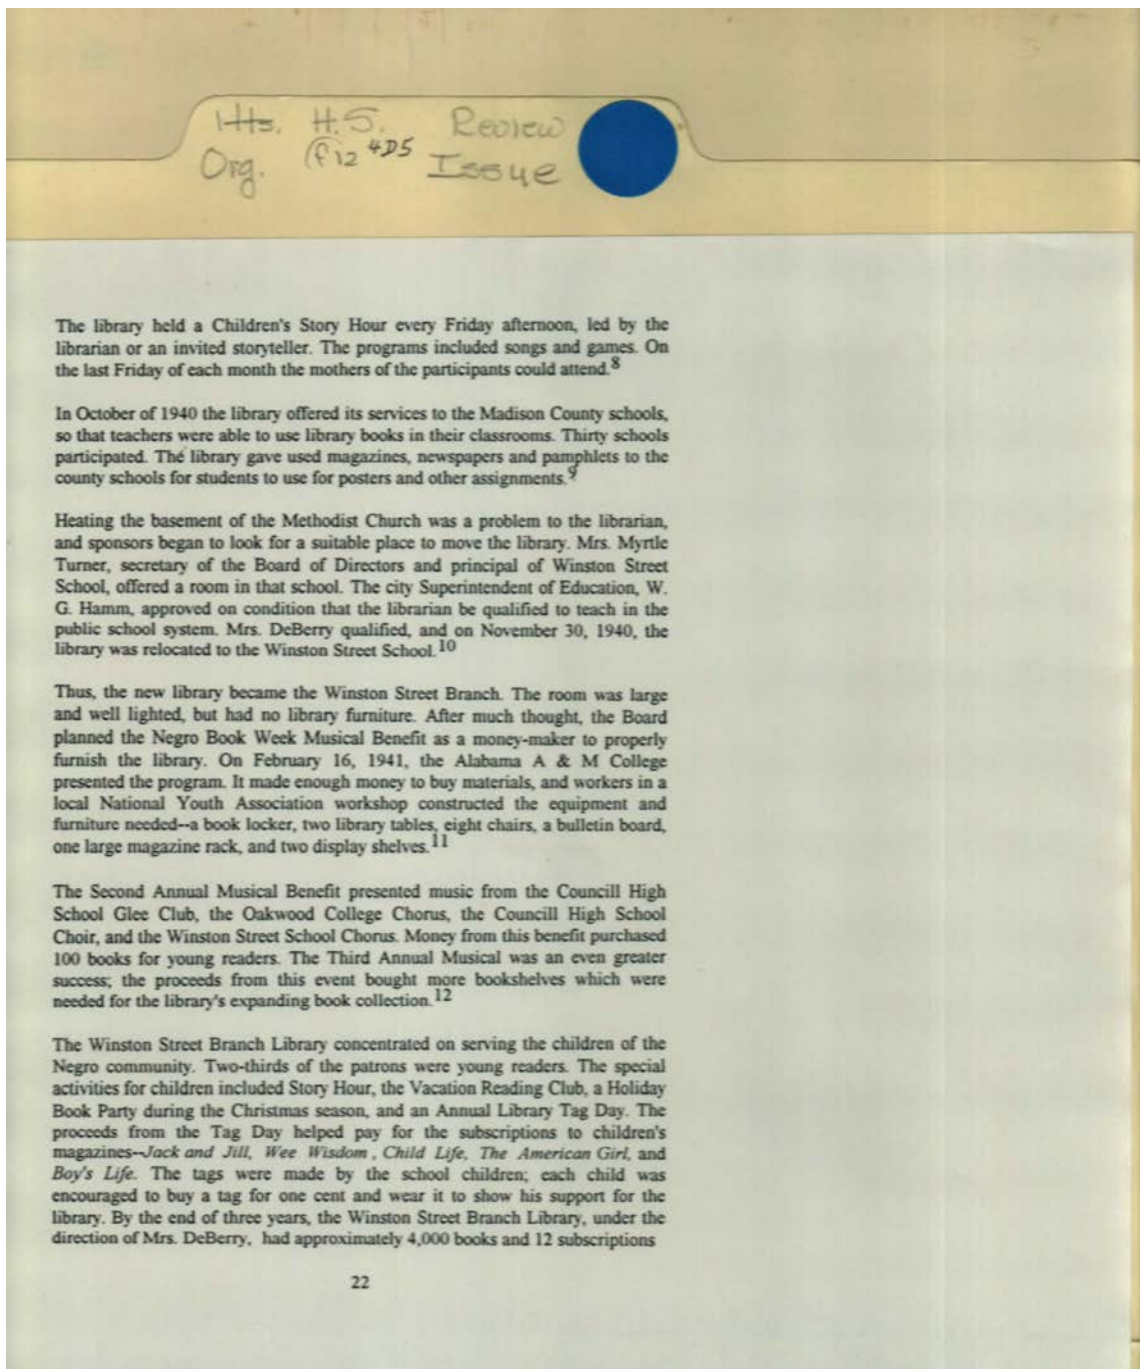 Hts. H.S. Review
Org. f12 4D5 Issue
The library held a Children's Story Hour every Friday afternoon, led by the
librarian or an invited storyteller. The programs included songs and games. On
the last Friday of each month the mothers of the participants could attend.8
In October of 1940 the library offered its services to the Madison County schools,
so that teachers were able to use library books in their classrooms. Thirty schools
participated. The library gave used magazines, newspapers and pamphlets to the
county schools for students to use for posters and other assignments.9
Heating the basement of the Methodist Church was a problem to the librarian,
and sponsors began to look for a suitable place to move the library. Mrs. Myrtle
Turner, secretary of the Board of Directors and principal of Winston Street
School, offered a room in that school. The city Superintendent of Education, W.
G. Hamm, approved on condition that the librarian be qualified to teach in the
public school system. Mrs. DeBerry qualified, and on November 30, 1940, the
library was relocated to the Winston Street School.10
Thus, the new library became the Winston Street Branch. The room was large
and well lighted, but had no library furniture. After much thought, the Board
planned the Negro Book Week Musical Benefit as a money-maker to properly
furnish the library. On February 16, 1941, the Alabama A & M College
presented the program. It made enough money to buy materials, and workers in a
local National Youth Association workshop constructed the equipment and
furniture needed--a book locker, two library tables, eight chairs, a bulletin board,
one large magazine rack, and two display shelves.11
The Second Annual Musical Benefit presented music from the Councill High
School Glee Club, the Oakwood College Chorus, the Councill High School
Choir, and the Winston Street School Chorus. Money from this benefit purchased
100 books for young readers. The Third Annual Musical was an even greater
success; the proceeds from this event bought more bookshelves which were
needed for the library's expanding book collection.12
The Winston Street Branch Library concentrated on serving the children of the
Negro community. Two-thirds of the patrons were young readers. The special
activities for children included Story Hour, the Vacation Reading Club, a Holiday
Book Party during the Christmas season, and an Annual Library Tag Day. The
proceeds from the Tag Day helped pay for the subscriptions to children's
magazines--Jack and Jill, Wee Wisdom , Child Life, The American Girl, and
Boy's Life. The tags were made by the school children; each child was
encouraged to buy a tag for one cent and wear it to show his support for the
library. By the end of three years, the Winston Street Branch Library, under the
direction of Mrs. DeBerry, had approximately 4,000 books and 12 subscriptions
22